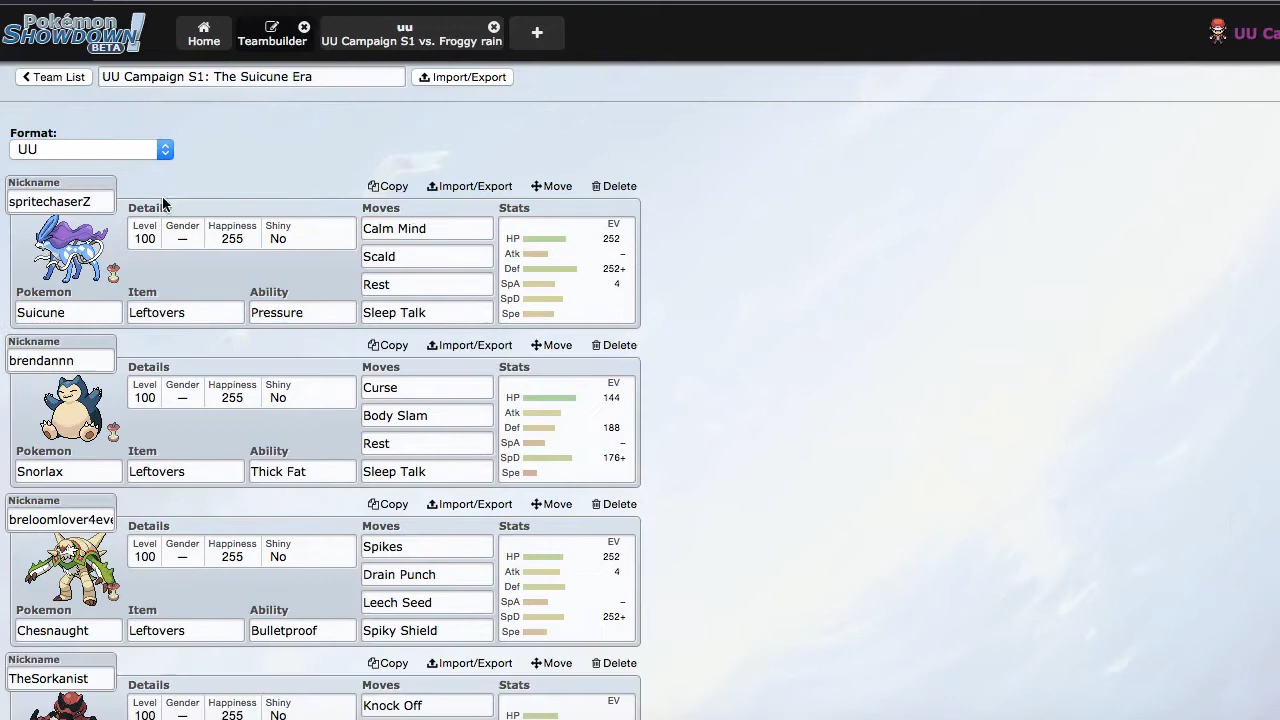 Pokémon
SHOWDOWN!
BETA
Home
Teambuilder
uu
UU Campaign S1 vs. Froggy rain
+
UU Ca
Team List
UU Campaign S1: The Suicune Era
Import/Export
Format:
UU
Nickname
spritechaserZ
Copy Import/Export Move Delete
Details Moves Stats
Level Gender Happiness Shiny
100 — 255 No
Calm Mind
Scald
Rest
Sleep Talk
EV
HP 252
Atk –
Def 252+
SpA 4
SpD
Spe
Pokemon Item Ability
Suicune Leftovers Pressure
Nickname
brendannn
Copy Import/Export Move Delete
Details Moves Stats
Level Gender Happiness Shiny
100 — 255 No
Curse
Body Slam
Rest
Sleep Talk
EV
HP 144
Atk
Def 188
SpA –
SpD 176+
Spe
Pokemon Item Ability
Snorlax Leftovers Thick Fat
Nickname
breloomlover4eve
Copy Import/Export Move Delete
Details Moves Stats
Level Gender Happiness Shiny
100 — 255 No
Spikes
Drain Punch
Leech Seed
Spiky Shield
EV
HP 252
Atk 4
Def
SpA –
SpD 252+
Spe
Pokemon Item Ability
Chesnaught Leftovers Bulletproof
Nickname
TheSorkanist
Copy Import/Export Move Delete
Details Moves Stats
Level Gender Happiness Shiny
100 — 255 No
Knock Off
EV
HP